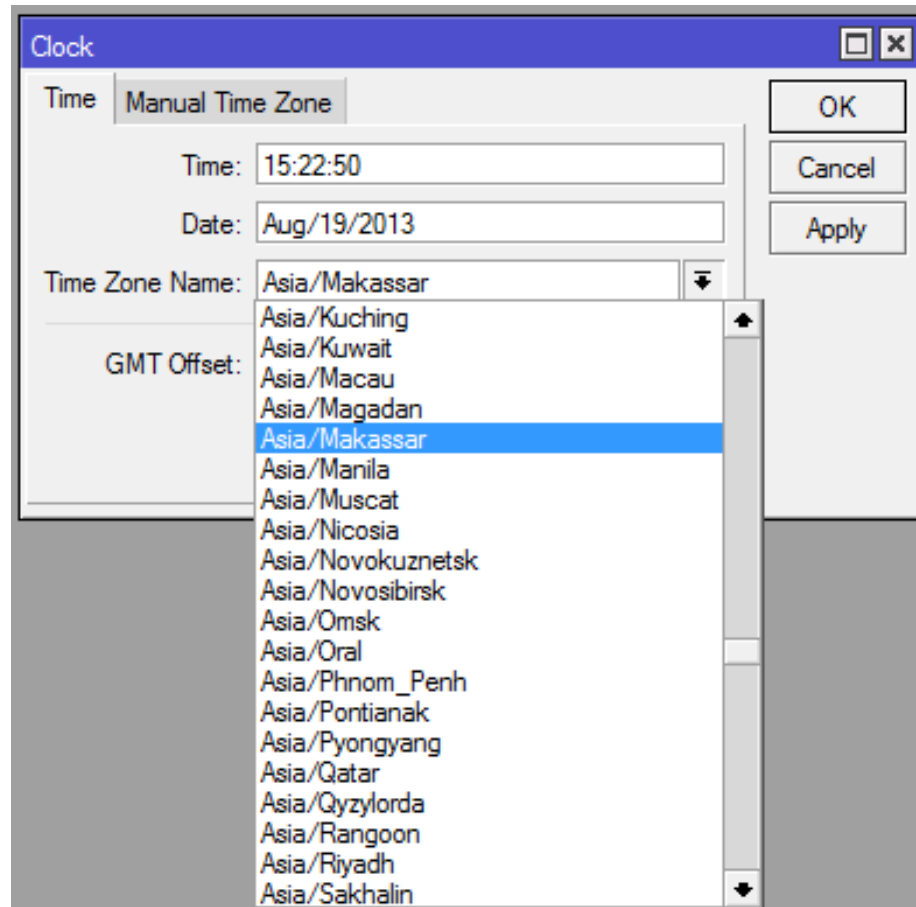 Clock
Time Manual Time Zone OK
Time: 15:22:50 Cancel
Date: Aug/19/2013 Apply
Time Zone Name: Asia/Makassar
Asia/Kuching
GMT Offset: Asia/Kuwait
Asia/Macau
Asia/Magadan
Asia/Makassar
Asia/Manila
Asia/Muscat
Asia/Nicosia
Asia/Novokuznetsk
Asia/Novosibirsk
Asia/Omsk
Asia/Oral
Asia/Phnom_Penh
Asia/Pontianak
Asia/Pyongyang
Asia/Qatar
Asia/Qyzylorda
Asia/Rangoon
Asia/Riyadh
Asia/Sakhalin